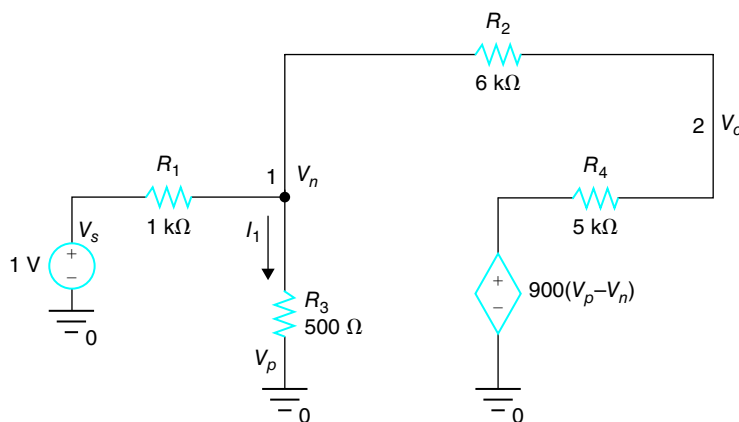 R2
6 kΩ
2
Vo
R1
1
Vn
R4
Vs
1 kΩ
I1
5 kΩ
1 V
+
−
+
−
900(Vp−Vn)
R3
500 Ω
0
Vp
0
0